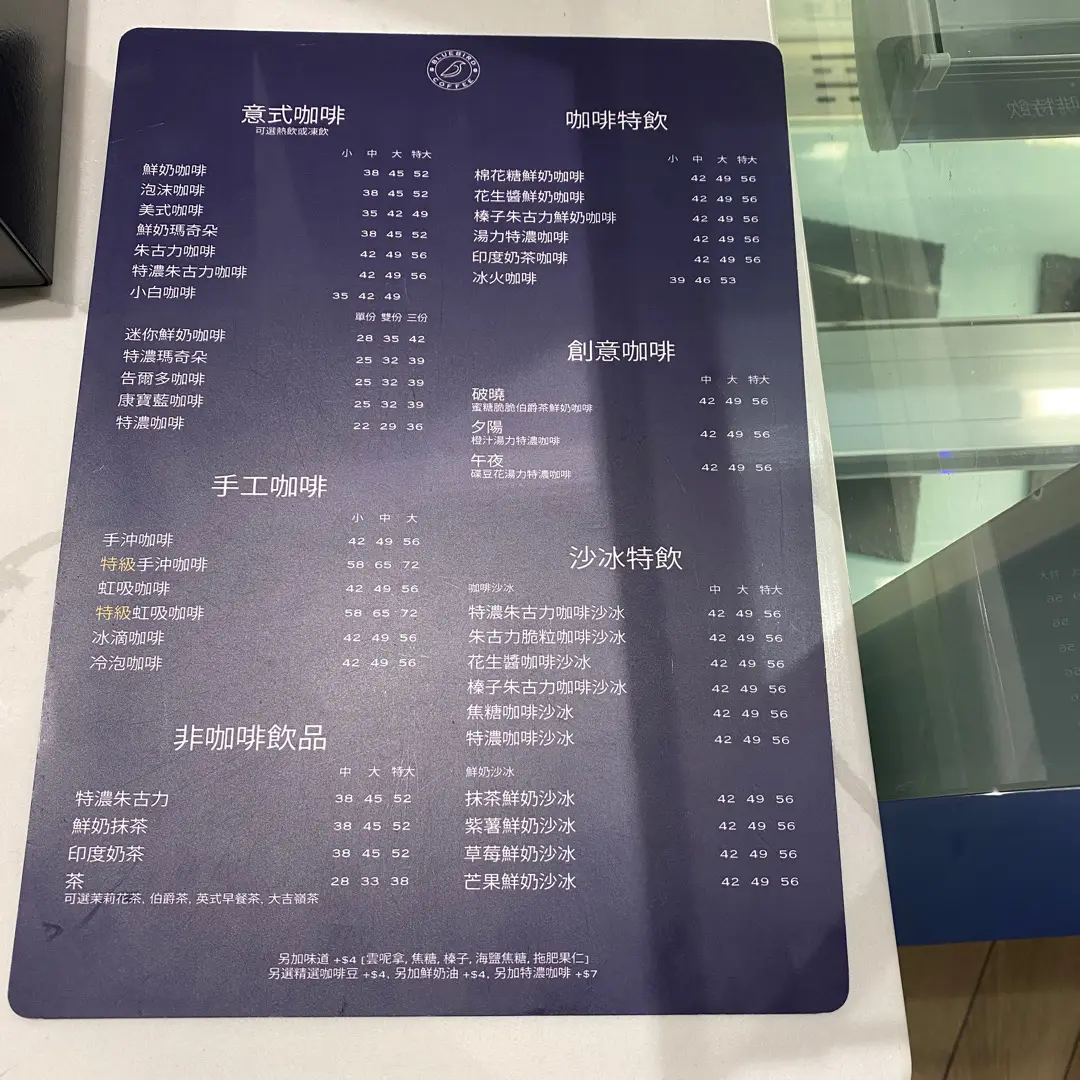 BLUEBIRD COFFEE
意式咖啡
可選熱飲或凍飲
小 中 大 特大
鮮奶咖啡 38 45 52
泡沫咖啡 38 45 52
美式咖啡 35 42 49
鮮奶瑪奇朵 38 45 52
朱古力咖啡 42 49 56
特濃朱古力咖啡 42 49 56
小白咖啡 35 42 49
單份 雙份 三份
迷你鮮奶咖啡 28 35 42
特濃瑪奇朵 25 32 39
告爾多咖啡 25 32 39
康寶藍咖啡 25 32 39
特濃咖啡 22 29 36
手工咖啡
小 中 大
手沖咖啡 42 49 56
特級手沖咖啡 58 65 72
虹吸咖啡 42 49 56
特級虹吸咖啡 58 65 72
冰滴咖啡 42 49 56
冷泡咖啡 42 49 56
非咖啡飲品
中 大 特大
特濃朱古力 38 45 52
鮮奶抹茶 38 45 52
印度奶茶 38 45 52
茶 28 33 38
可選茉莉花茶, 伯爵茶, 英式早餐茶, 大吉嶺茶
咖啡特飲
小 中 大 特大
棉花糖鮮奶咖啡 42 49 56
花生醬鮮奶咖啡 42 49 56
榛子朱古力鮮奶咖啡 42 49 56
湯力特濃咖啡 42 49 56
印度奶茶咖啡 42 49 56
冰火咖啡 39 46 53
創意咖啡
中 大 特大
破曉 42 49 56
蜜糖脆脆伯爵茶鮮奶咖啡
夕陽 42 49 56
橙汁湯力特濃咖啡
午夜 42 49 56
碟豆花湯力特濃咖啡
沙冰特飲
咖啡沙冰 中 大 特大
特濃朱古力咖啡沙冰 42 49 56
朱古力脆粒咖啡沙冰 42 49 56
花生醬咖啡沙冰 42 49 56
榛子朱古力咖啡沙冰 42 49 56
焦糖咖啡沙冰 42 49 56
特濃咖啡沙冰 42 49 56
鮮奶沙冰
抹茶鮮奶沙冰 42 49 56
紫薯鮮奶沙冰 42 49 56
草莓鮮奶沙冰 42 49 56
芒果鮮奶沙冰 42 49 56
另加味道 +$4 [雲呢拿, 焦糖, 榛子, 海鹽焦糖, 拖肥果仁]
另選精選咖啡豆 +$4, 另加鮮奶油 +$4, 另加特濃咖啡 +$7